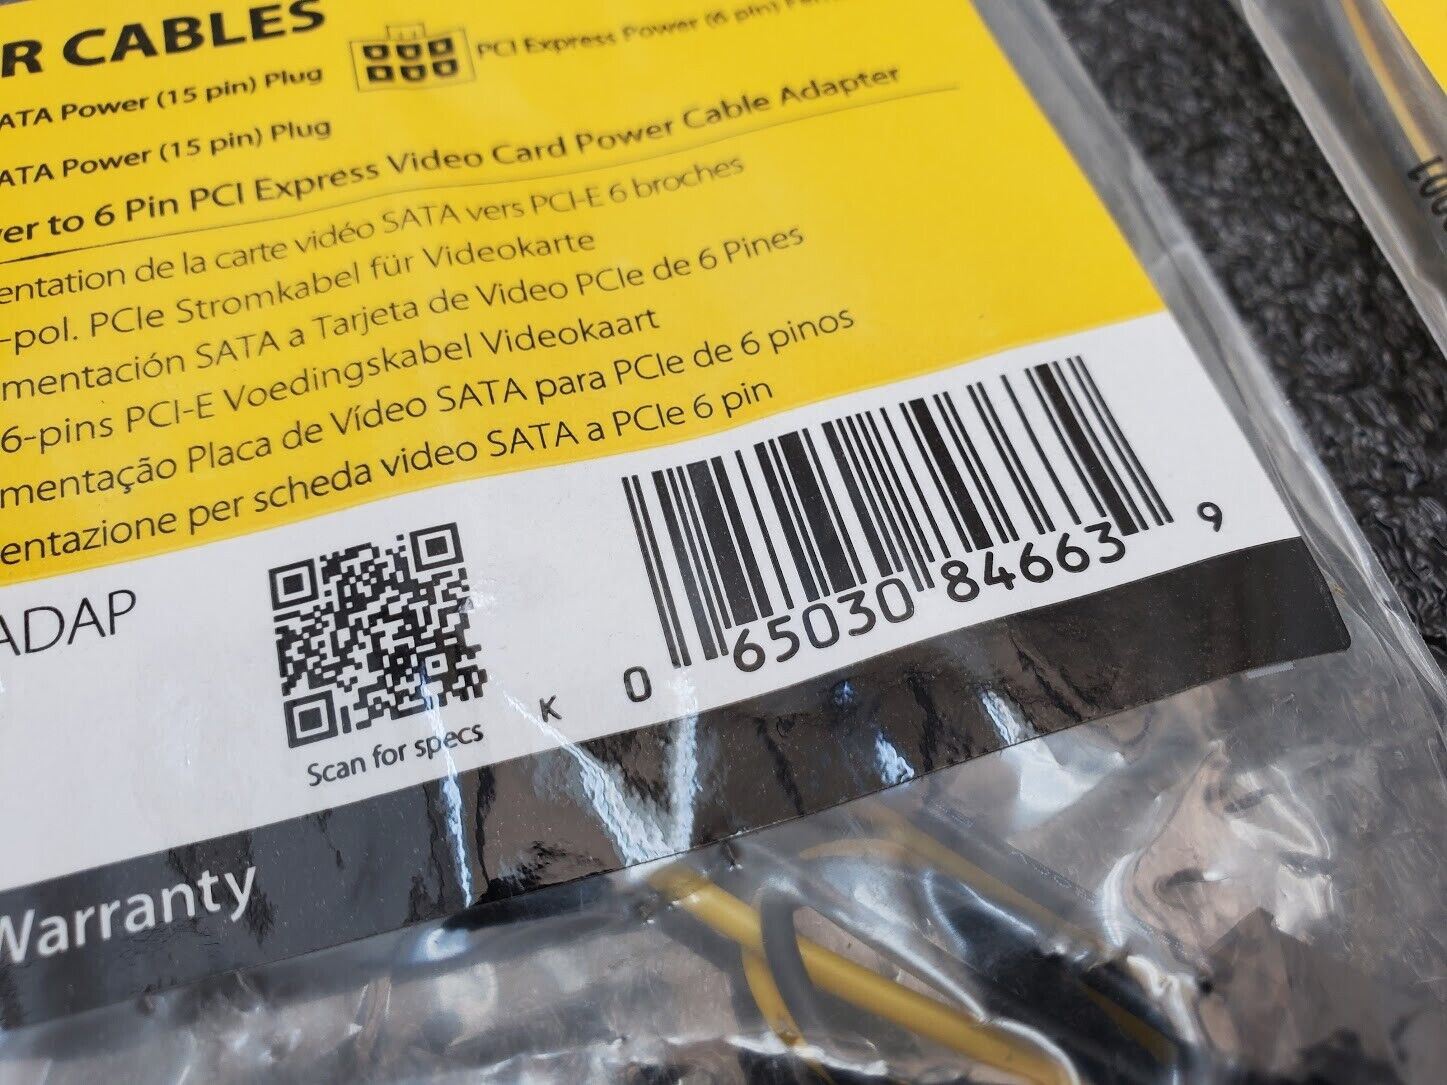 R CABLES
ATA Power (15 pin) Plug
PCI Express Power (6 pin)
ATA Power (15 pin) Plug
er to 6 Pin PCI Express Video Card Power Cable Adapter
entation de la carte vidéo SATA vers PCI-E 6 broches
-pol. PCIe Stromkabel für Videokarte
mentación SATA a Tarjeta de Video PCIe de 6 Pines
6-pins PCI-E Voedingskabel Videokaart
mentação Placa de Vídeo SATA para PCIe de 6 pinos
entazione per scheda video SATA a PCIe 6 pin
ADAP
Scan for specs
K 0 65030 84663 9
Warranty